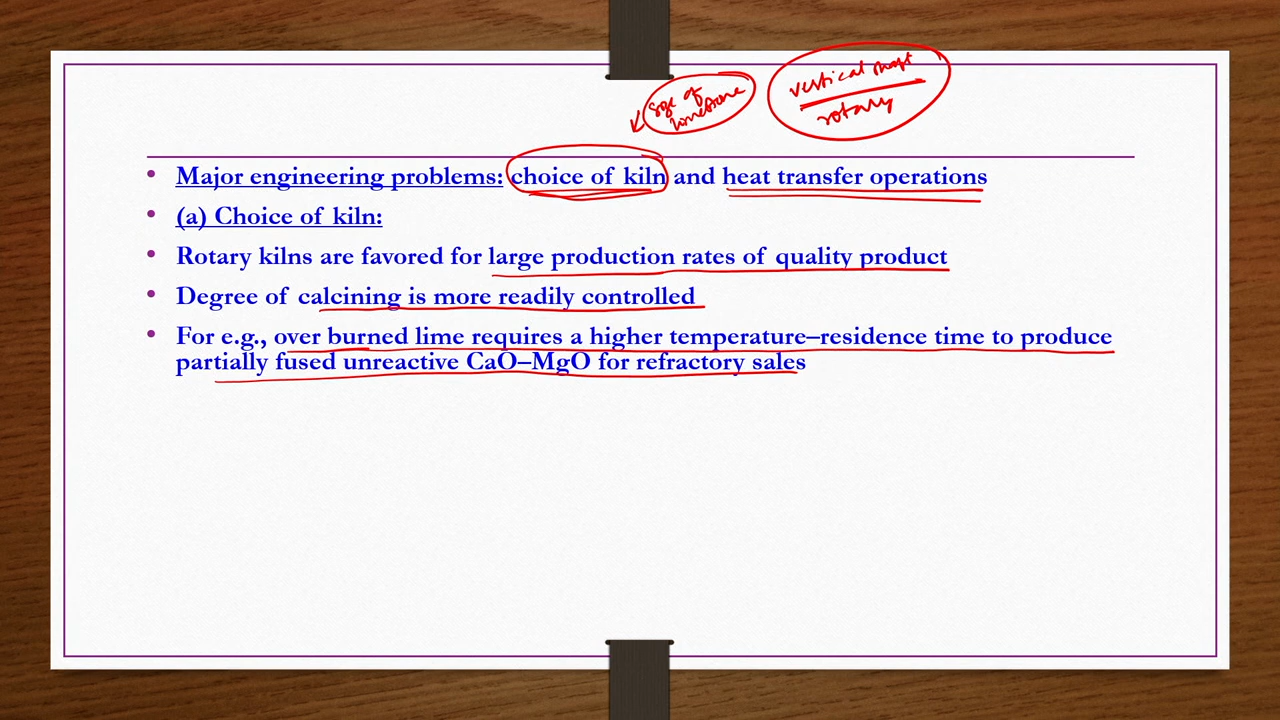 size of
limestone
vertical shaft
rotary
• Major engineering problems: choice of kiln and heat transfer operations
• (a) Choice of kiln:
• Rotary kilns are favored for large production rates of quality product
• Degree of calcining is more readily controlled
• For e.g., over burned lime requires a higher temperature–residence time to produce
partially fused unreactive CaO–MgO for refractory sales